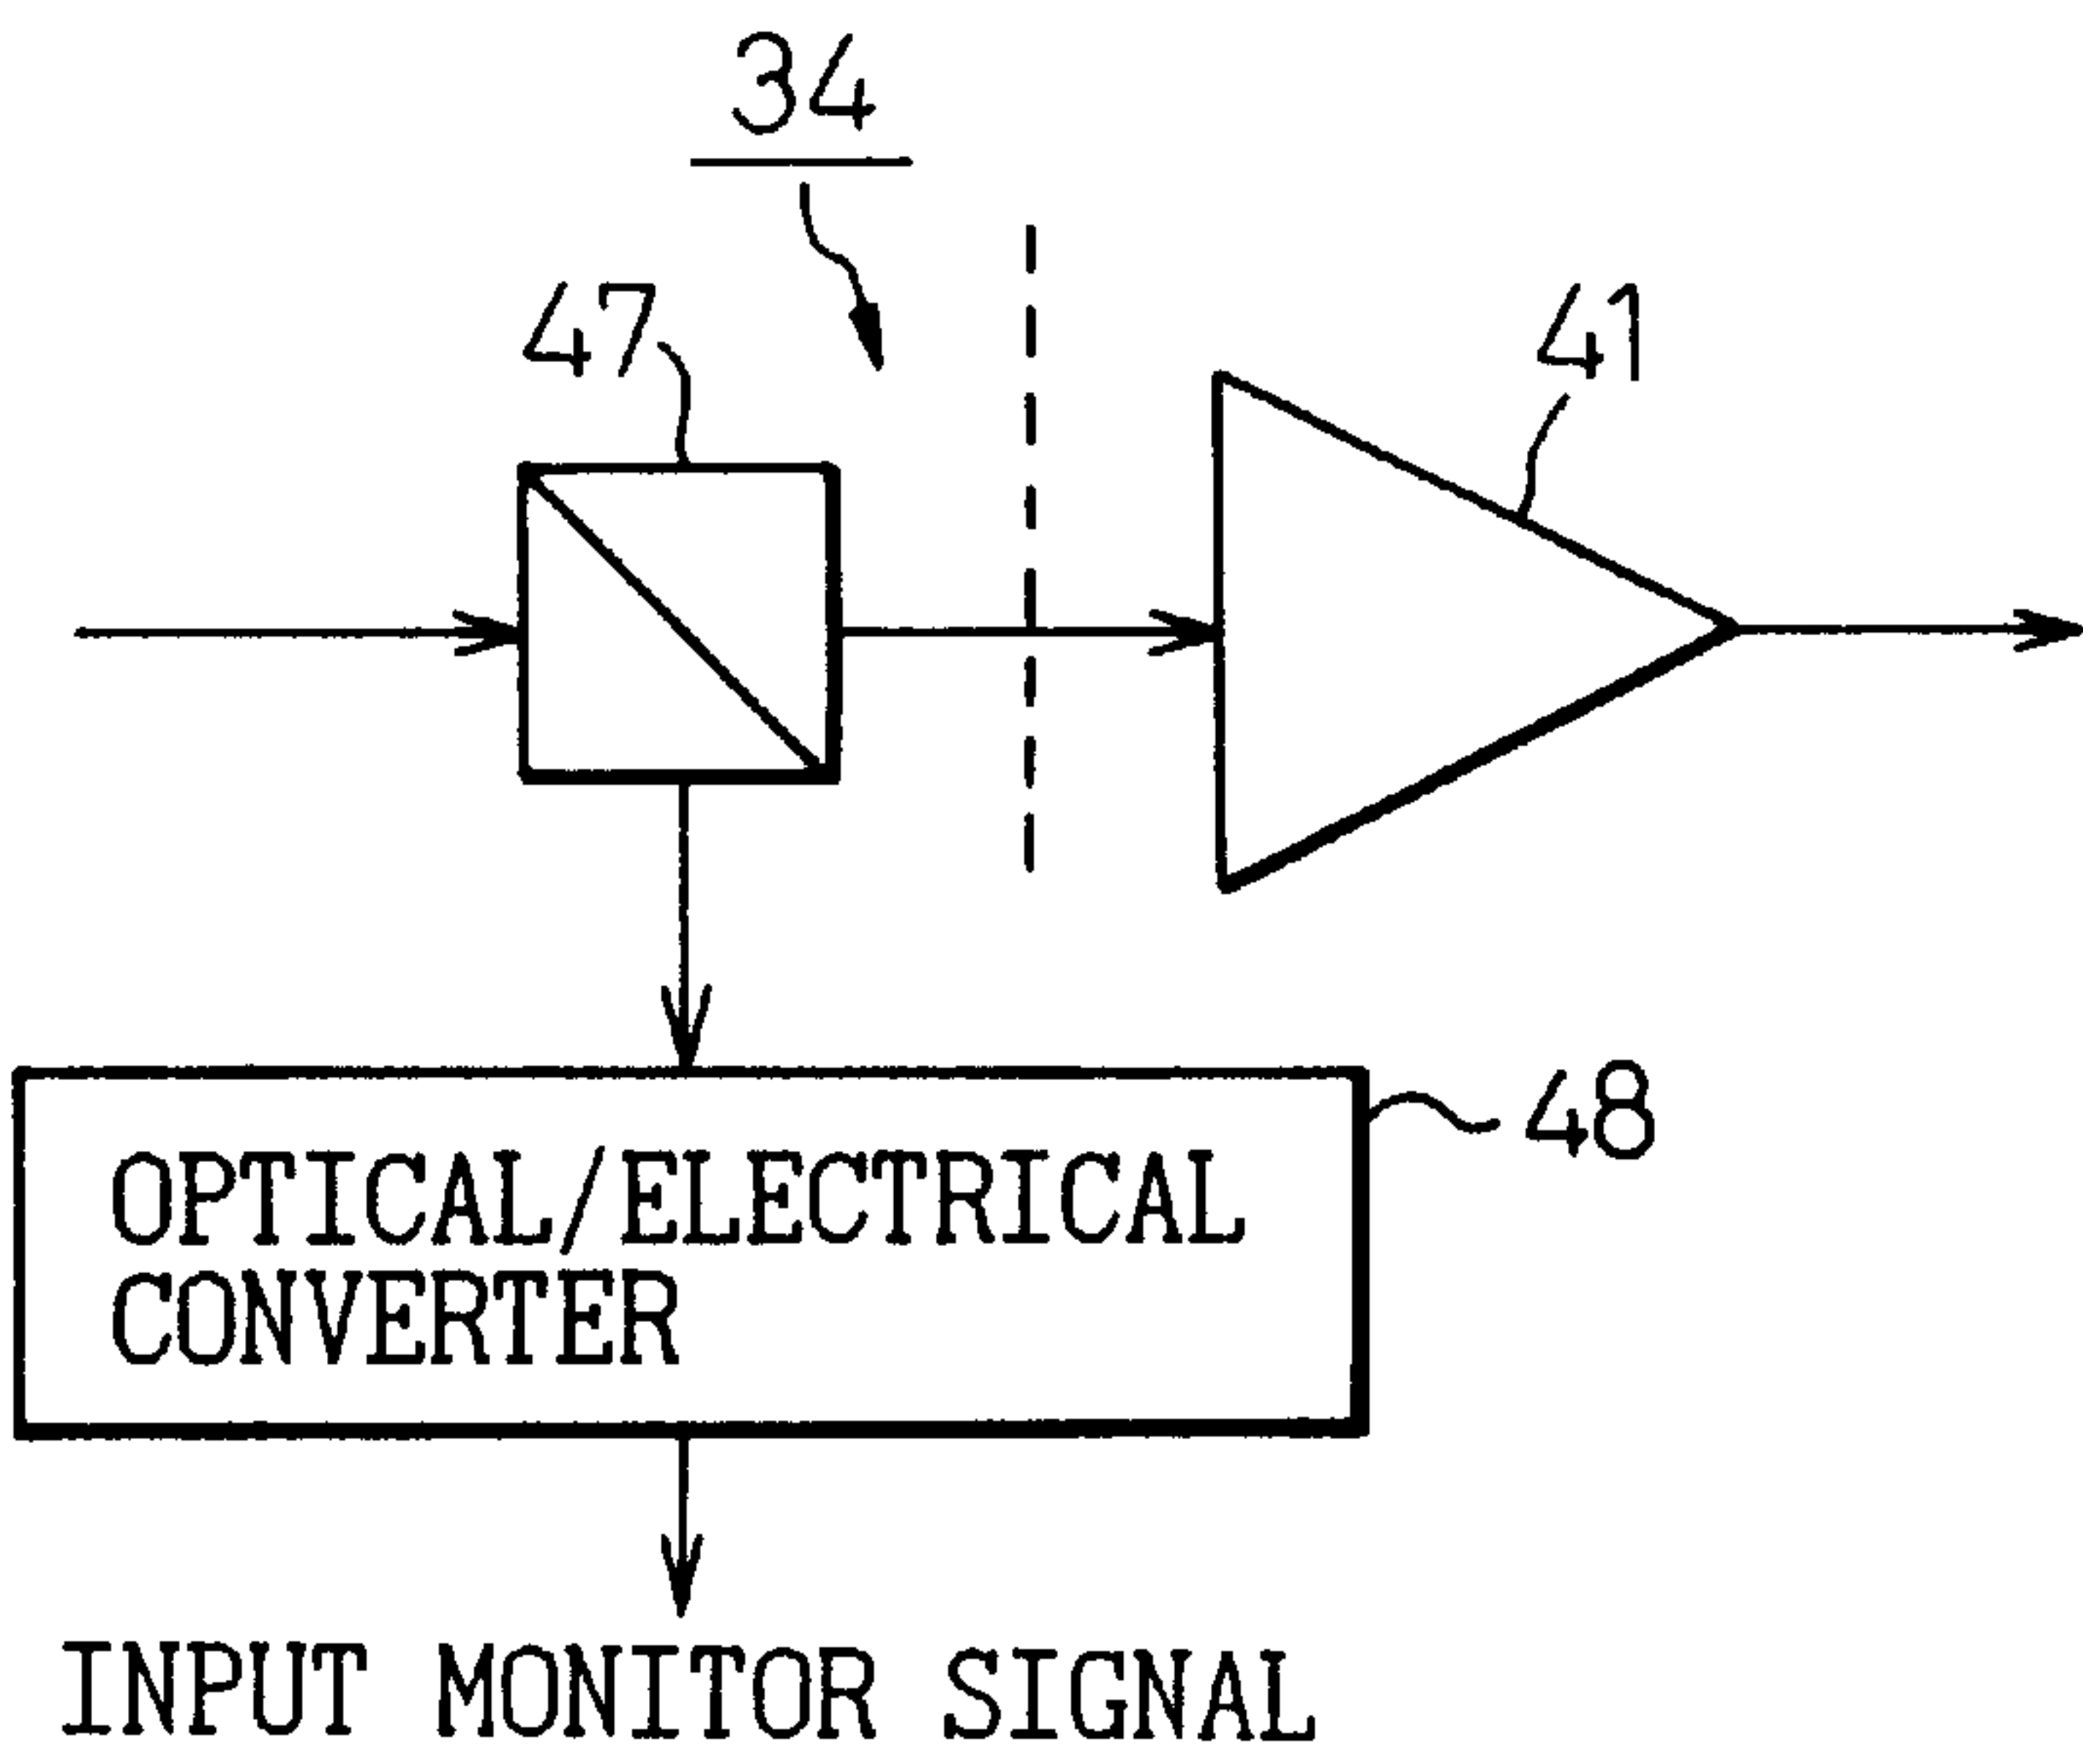 34
47
41
48
OPTICAL/ELECTRICAL
CONVERTER
INPUT MONITOR SIGNAL